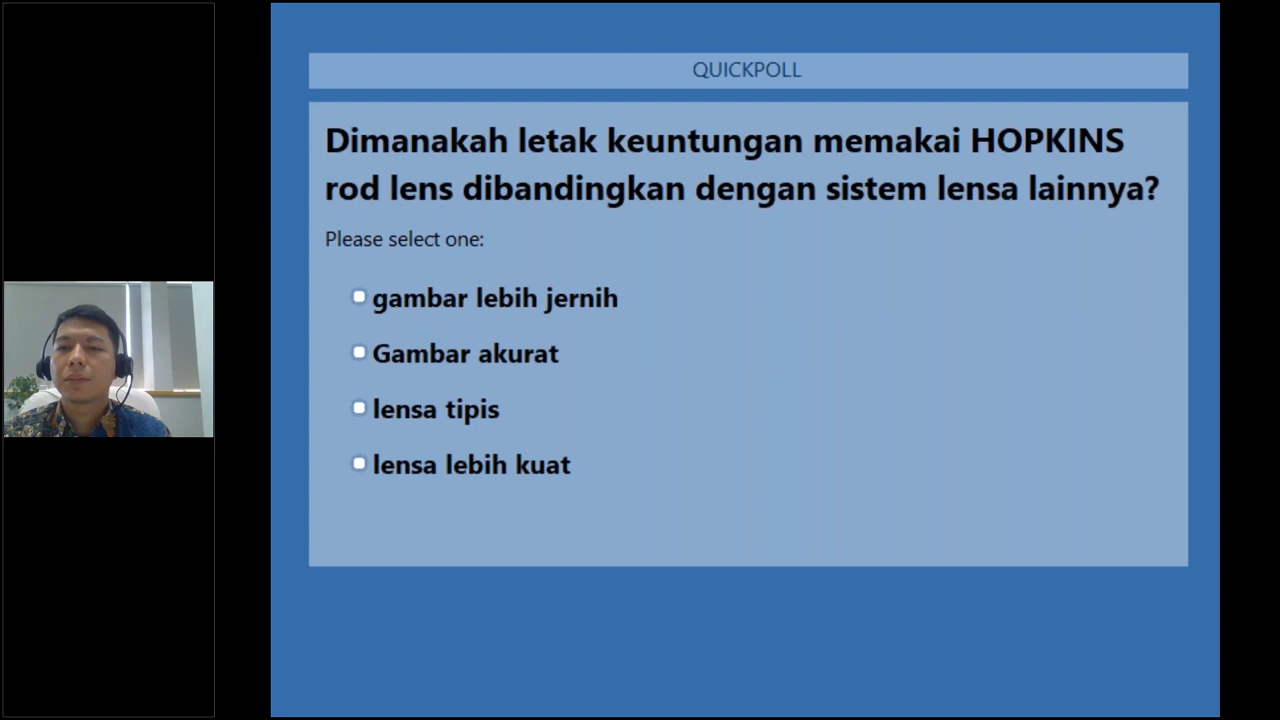 QUICKPOLL
Dimanakah letak keuntungan memakai HOPKINS
rod lens dibandingkan dengan sistem lensa lainnya?
Please select one:
gambar lebih jernih
Gambar akurat
lensa tipis
lensa lebih kuat